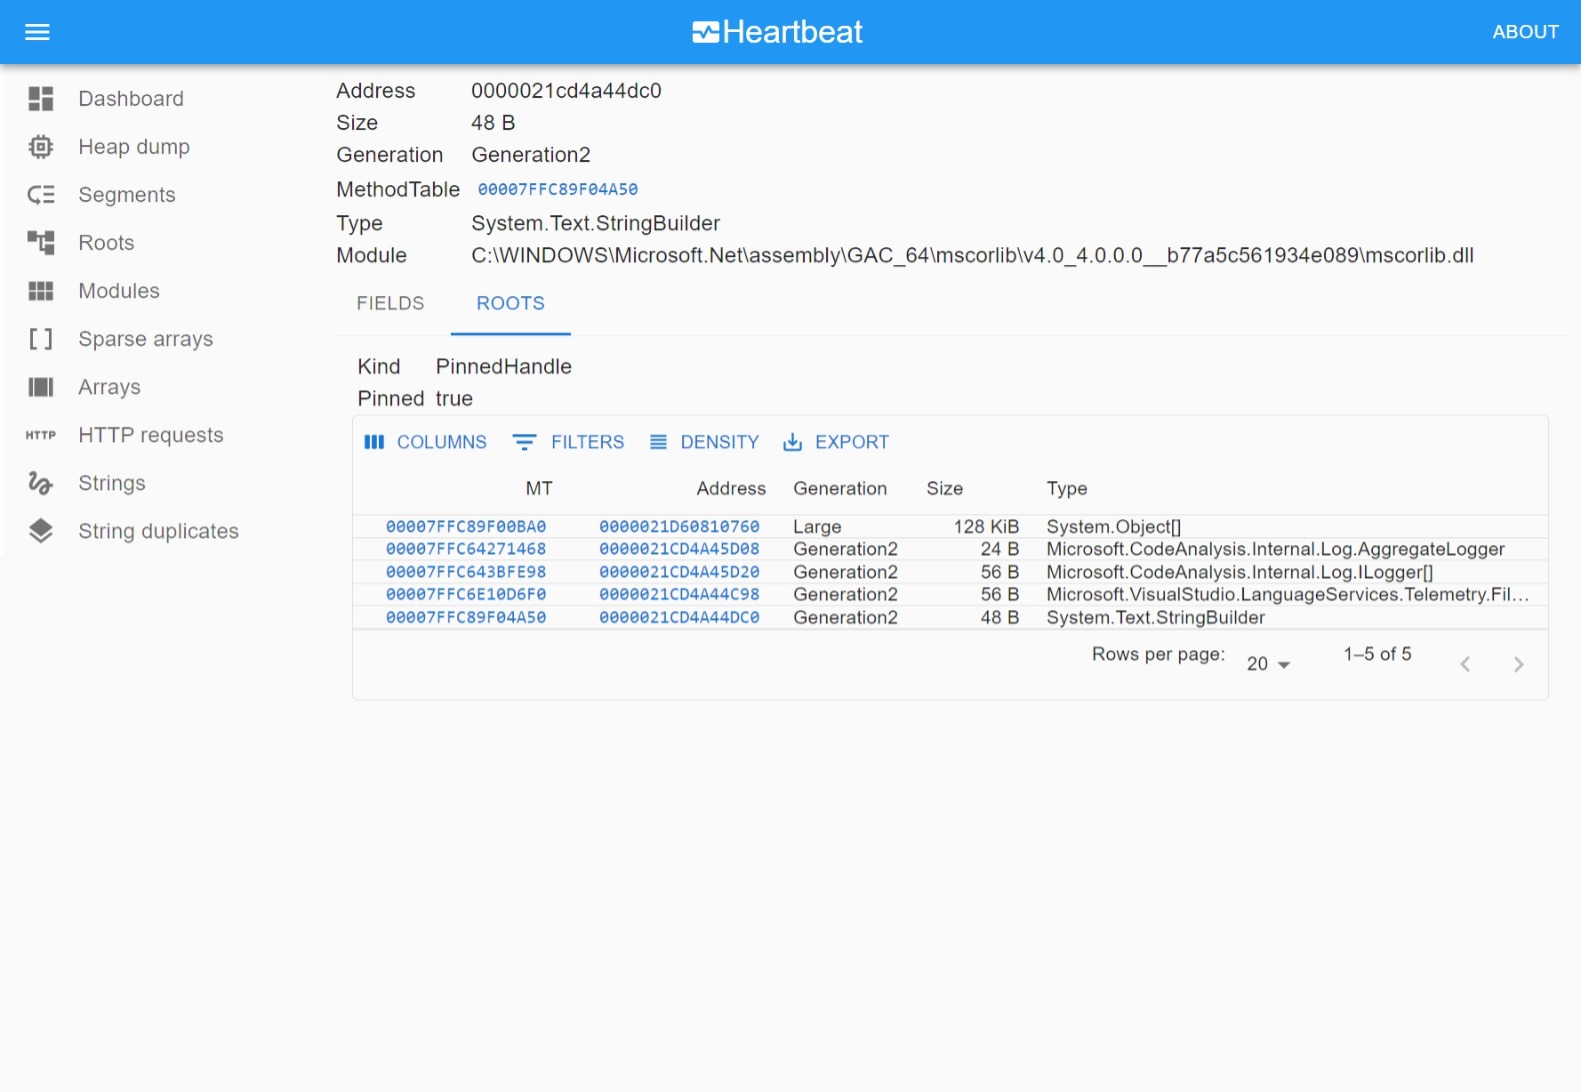 Heartbeat
ABOUT
Dashboard
Heap dump
Segments
Roots
Modules
Sparse arrays
Arrays
HTTP HTTP requests
Strings
String duplicates
Address 0000021cd4a44dc0
Size 48 B
Generation Generation2
MethodTable 00007FFC89F04A50
Type System.Text.StringBuilder
Module C:\WINDOWS\Microsoft.Net\assembly\GAC_64\mscorlib\v4.0_4.0.0.0__b77a5c561934e089\mscorlib.dll
FIELDS ROOTS
Kind PinnedHandle
Pinned true
COLUMNS FILTERS DENSITY EXPORT
MT Address Generation Size Type
00007FFC89F00BA0 0000021D60810760 Large 128 KiB System.Object[]
00007FFC64271468 0000021CD4A45D08 Generation2 24 B Microsoft.CodeAnalysis.Internal.Log.AggregateLogger
00007FFC643BFE98 0000021CD4A45D20 Generation2 56 B Microsoft.CodeAnalysis.Internal.Log.ILogger[]
00007FFC6E10D6F0 0000021CD4A44C98 Generation2 56 B Microsoft.VisualStudio.LanguageServices.Telemetry.Fil...
00007FFC89F04A50 0000021CD4A44DC0 Generation2 48 B System.Text.StringBuilder
Rows per page: 20 1–5 of 5